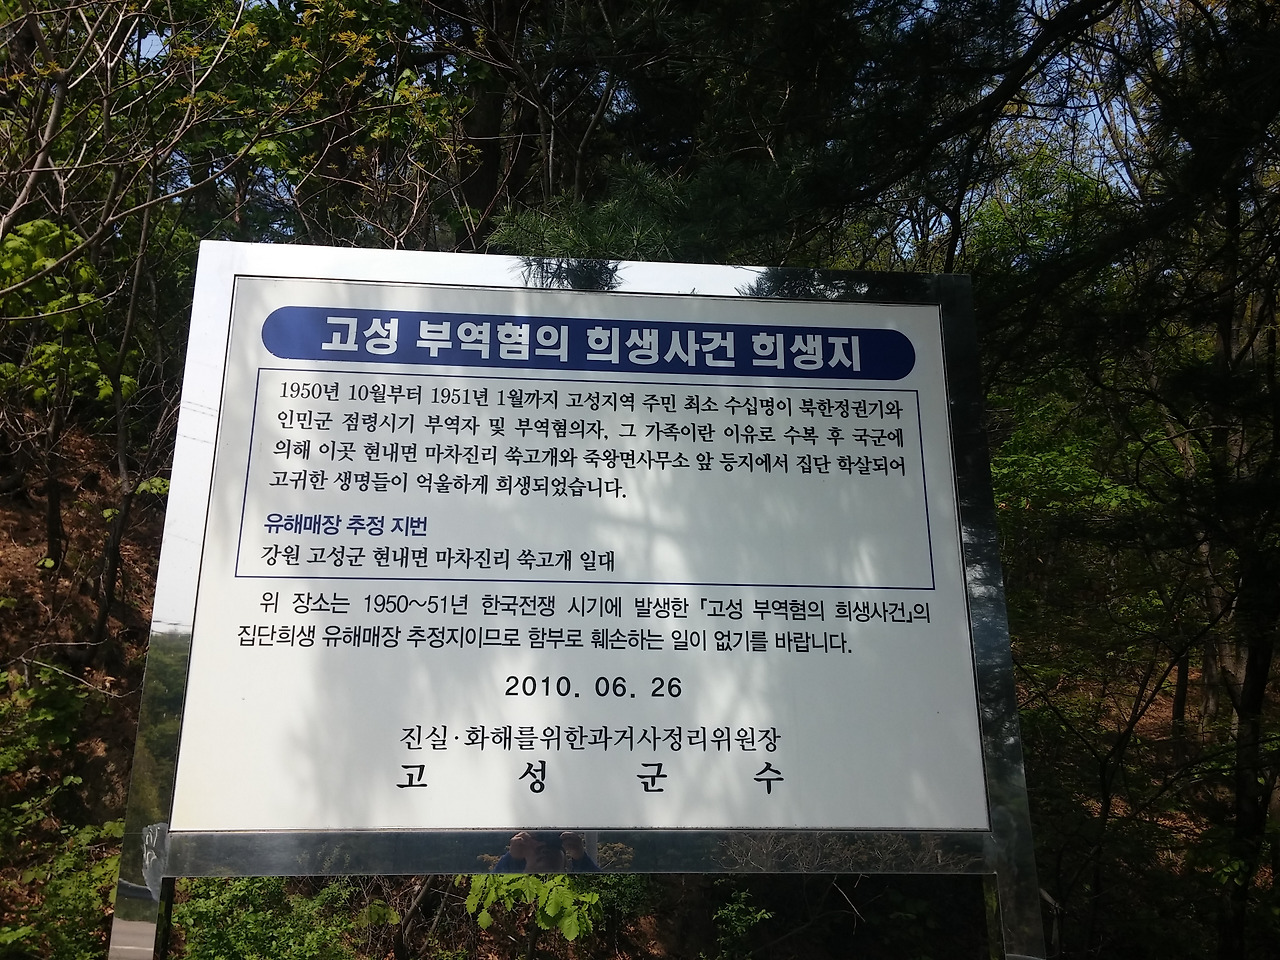 고성 부역혐의 희생사건 희생지
1950년 10월부터 1951년 1월까지 고성지역 주민 최소 수십명이 북한정권기와
인민군 점령시기 부역자 및 부역혐의자, 그 가족이란 이유로 수복 후 국군에
의해 이곳 현내면 마차진리 쑥고개와 죽왕면사무소 앞 등지에서 집단 학살되어
고귀한 생명들이 억울하게 희생되었습니다.
유해매장 추정 지번
강원 고성군 현내면 마차진리 쑥고개 일대
위 장소는 1950~51년 한국전쟁 시기에 발생한 「고성 부역혐의 희생사건」의
집단희생 유해매장 추정지이므로 함부로 훼손하는 일이 없기를 바랍니다.
2010. 06. 26
진실·화해를위한과거사정리위원장
고 성 군 수